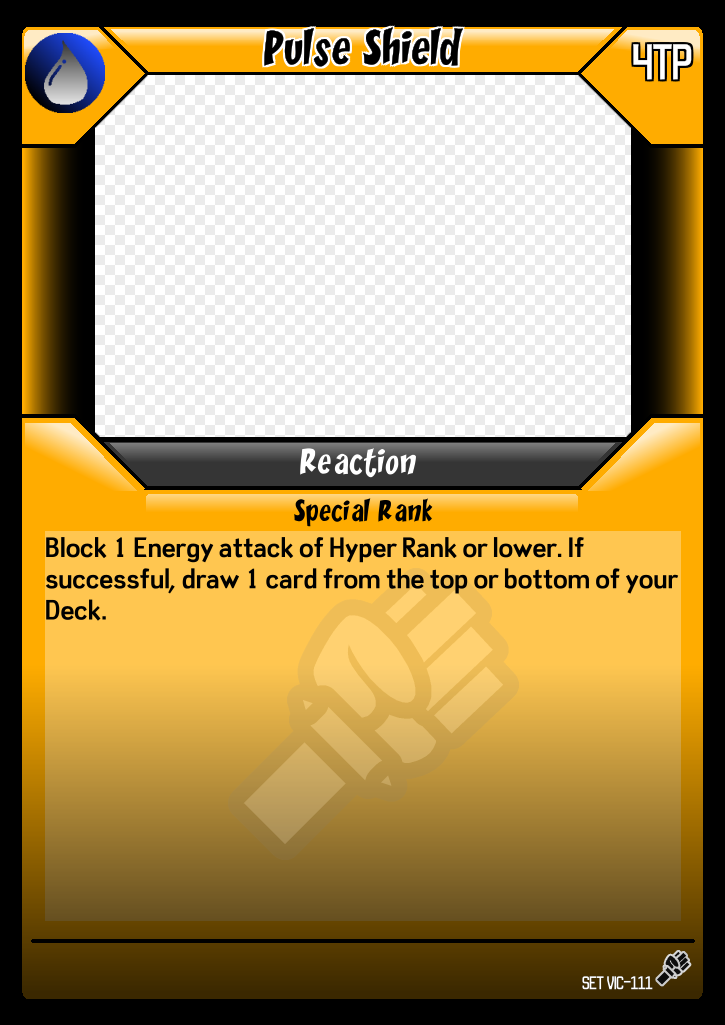 Pulse Shield
4TP
Reaction
Special Rank
Block 1 Energy attack of Hyper Rank or lower. If
successful, draw 1 card from the top or bottom of your
Deck.
SET VIC-111